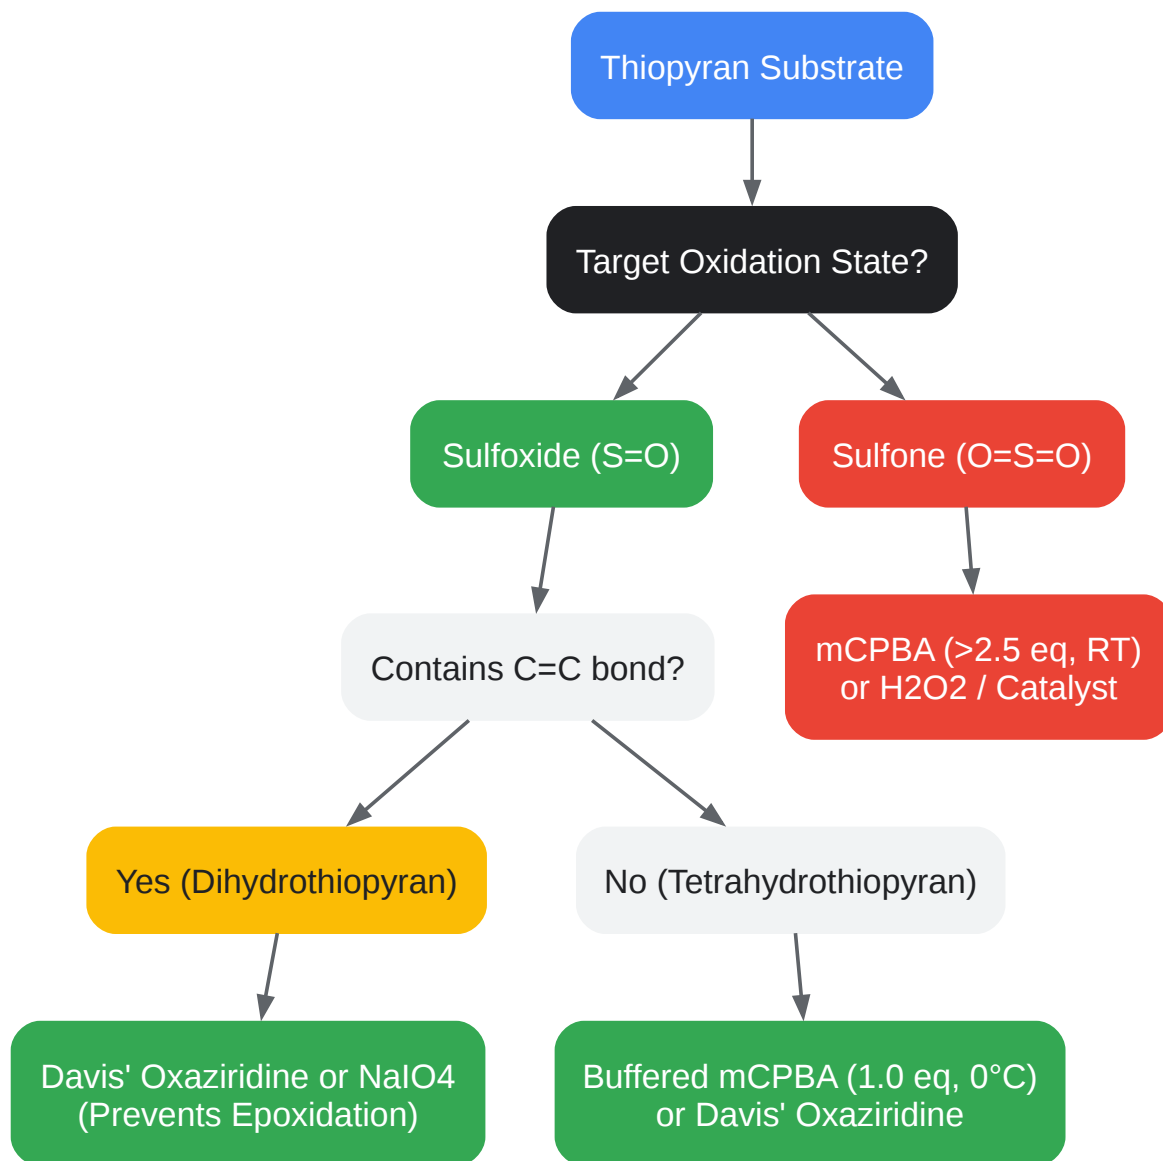 Thiopyran Substrate
Target Oxidation State?
Sulfoxide (S=O)
Sulfone (O=S=O)
Contains C=C bond?
mCPBA (>2.5 eq, RT)
or H2O2 / Catalyst
Yes (Dihydrothiopyran)
No (Tetrahydrothiopyran)
Davis' Oxaziridine or NaIO4
(Prevents Epoxidation)
Buffered mCPBA (1.0 eq, 0°C)
or Davis' Oxaziridine